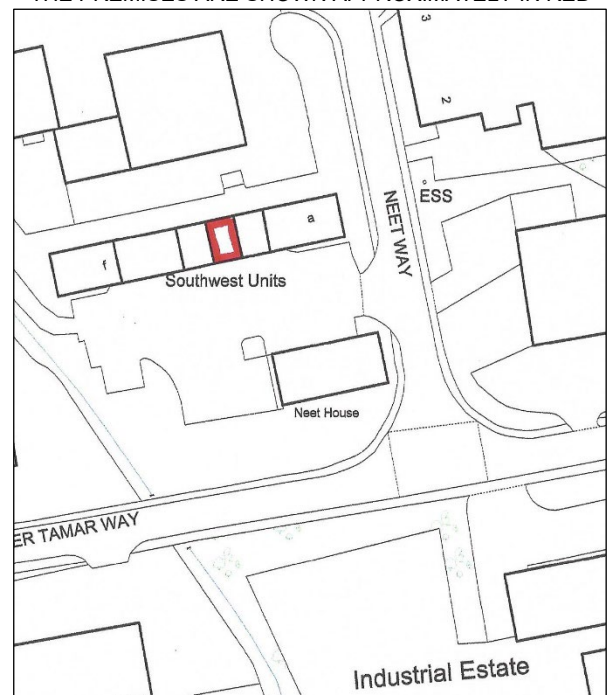 THE PREMISES ARE SHOWN APPROXIMATELY IN RED
3
2
ESS
NEET WAY
a
f
Southwest Units
Neet House
ER TAMAR WAY
Industrial Estate